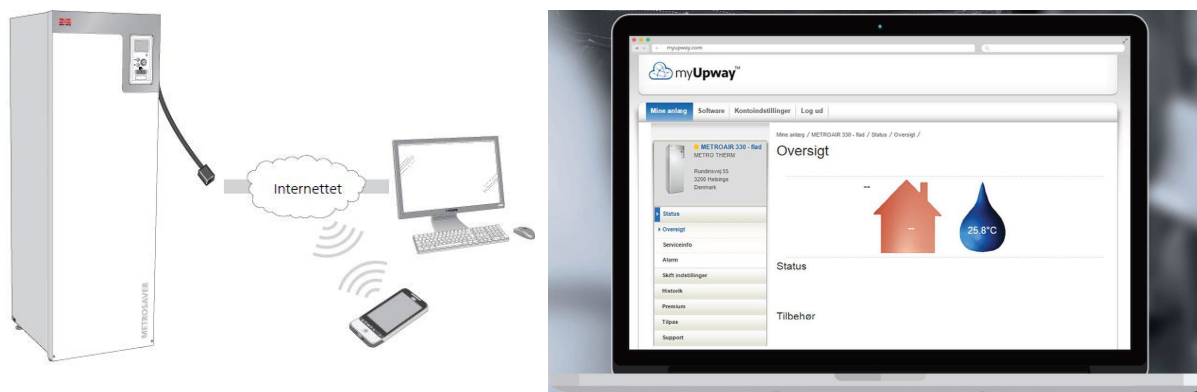 Internettet
METROSAVER
myupway.com
myUpway™
Mine anlæg Software Kontoindstillinger Log ud
Mine anlæg / METROAIR 330 - flad / Status / Oversigt /
METROAIR 330 - flad
METRO THERM
Rundinsvej 55
3200 Helsinge
Denmark
Oversigt
--
--
25.8°C
Status
Oversigt
Serviceinfo
Alarm
Skift indstillinger
Historik
Premium
Tilpas
Support
Status
Tilbehør